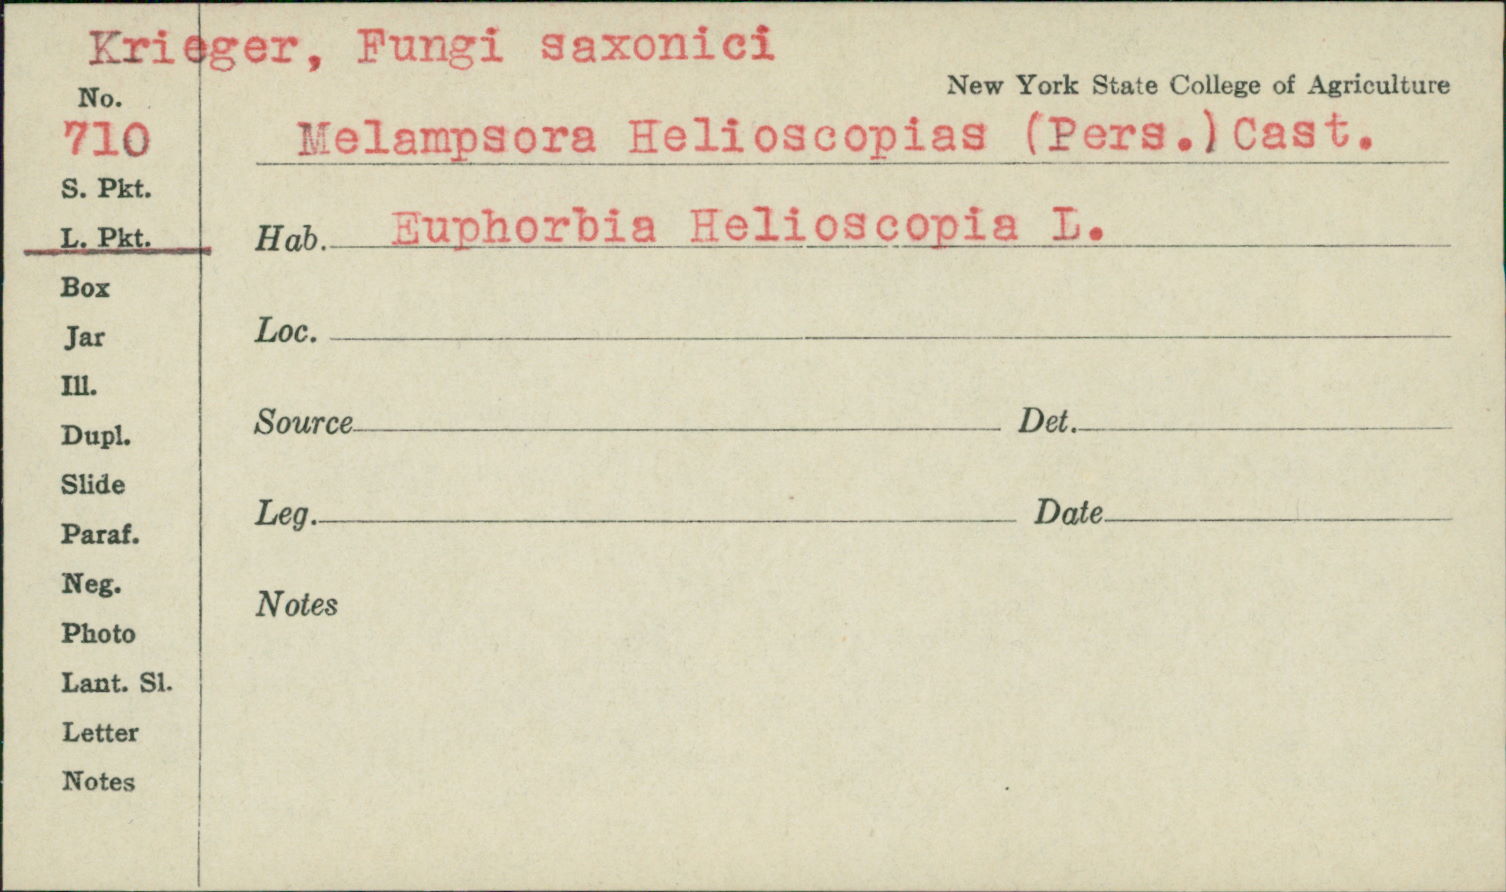 Krieger, Fungi saxonici
New York State College of Agriculture
No.
710
Melampsora Helioscopias (Pers.) Cast.
S. Pkt.
L. Pkt.
Hab. Euphorbia Helioscopia L.
Box
Jar
Loc.
Ill.
Dupl.
Source Det.
Slide
Paraf.
Leg. Date
Neg.
Notes
Photo
Lant. Sl.
Letter
Notes